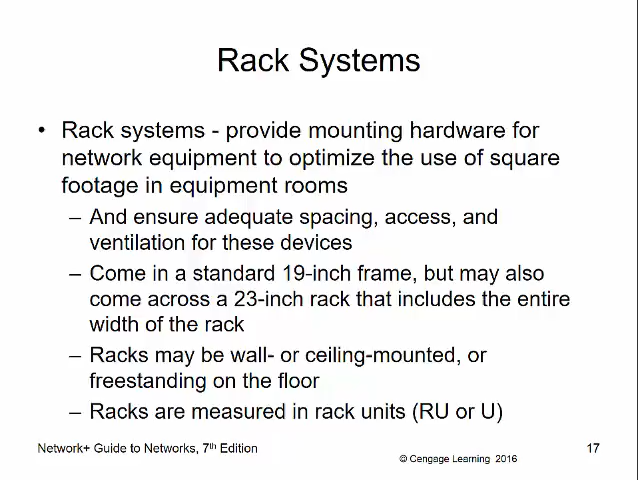 Rack Systems
• Rack systems - provide mounting hardware for
network equipment to optimize the use of square
footage in equipment rooms
– And ensure adequate spacing, access, and
ventilation for these devices
– Come in a standard 19-inch frame, but may also
come across a 23-inch rack that includes the entire
width of the rack
– Racks may be wall- or ceiling-mounted, or
freestanding on the floor
– Racks are measured in rack units (RU or U)
Network+ Guide to Networks, 7th Edition
© Cengage Learning 2016
17